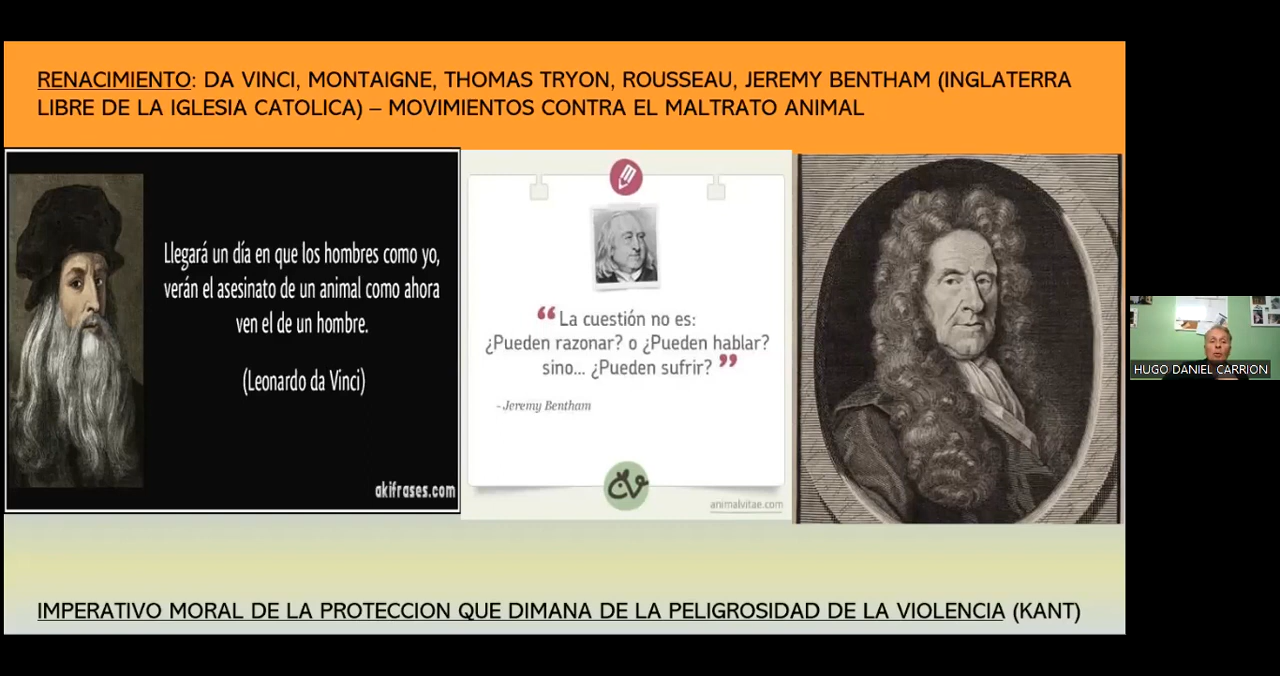 RENACIMIENTO: DA VINCI, MONTAIGNE, THOMAS TRYON, ROUSSEAU, JEREMY BENTHAM (INGLATERRA
LIBRE DE LA IGLESIA CATOLICA) – MOVIMIENTOS CONTRA EL MALTRATO ANIMAL
Llegará un día en que los hombres como yo,
verán el asesinato de un animal como ahora
ven el de un hombre.
(Leonardo da Vinci)
akifrases.com
“La cuestión no es:
¿Pueden razonar? o ¿Pueden hablar?
sino... ¿Pueden sufrir? ”
- Jeremy Bentham
animalvitae.com
HUGO DANIEL CARRION
IMPERATIVO MORAL DE LA PROTECCION QUE DIMANA DE LA PELIGROSIDAD DE LA VIOLENCIA (KANT)